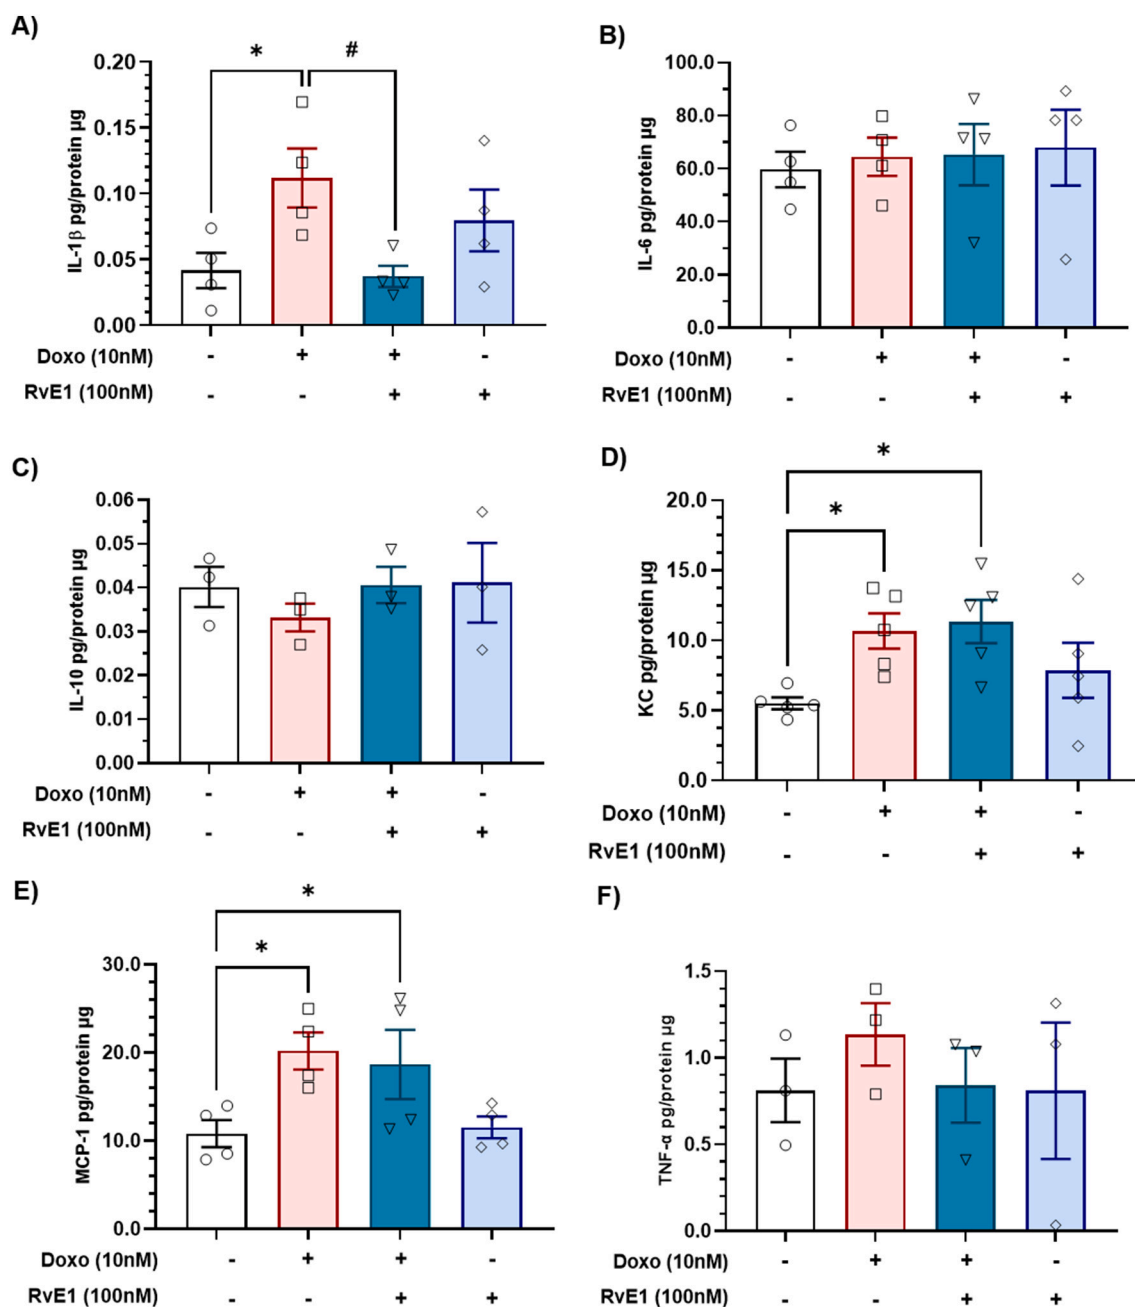 A)
IL-1β pg/protein µg
0.20
0.15
0.10
0.05
0.00
* #
Doxo (10nM) - + + -
RvE1 (100nM) - - + +
B)
IL-6 pg/protein µg
100.0
80.0
60.0
40.0
20.0
0.0
Doxo (10nM) - + + -
RvE1 (100nM) - - + +
C)
IL-10 pg/protein µg
0.06
0.05
0.04
0.03
0.02
0.01
0.00
Doxo (10nM) - + + -
RvE1 (100nM) - - + +
D)
KC pg/protein µg
20.0
15.0
10.0
5.0
0.0
*
*
Doxo (10nM) - + + -
RvE1 (100nM) - - + +
E)
MCP-1 pg/protein µg
30.0
20.0
10.0
0.0
*
*
Doxo (10nM) - + + -
RvE1 (100nM) - - + +
F)
TNF-α pg/protein µg
1.5
1.0
0.5
0.0
Doxo (10nM) - + + -
RvE1 (100nM) - - + +